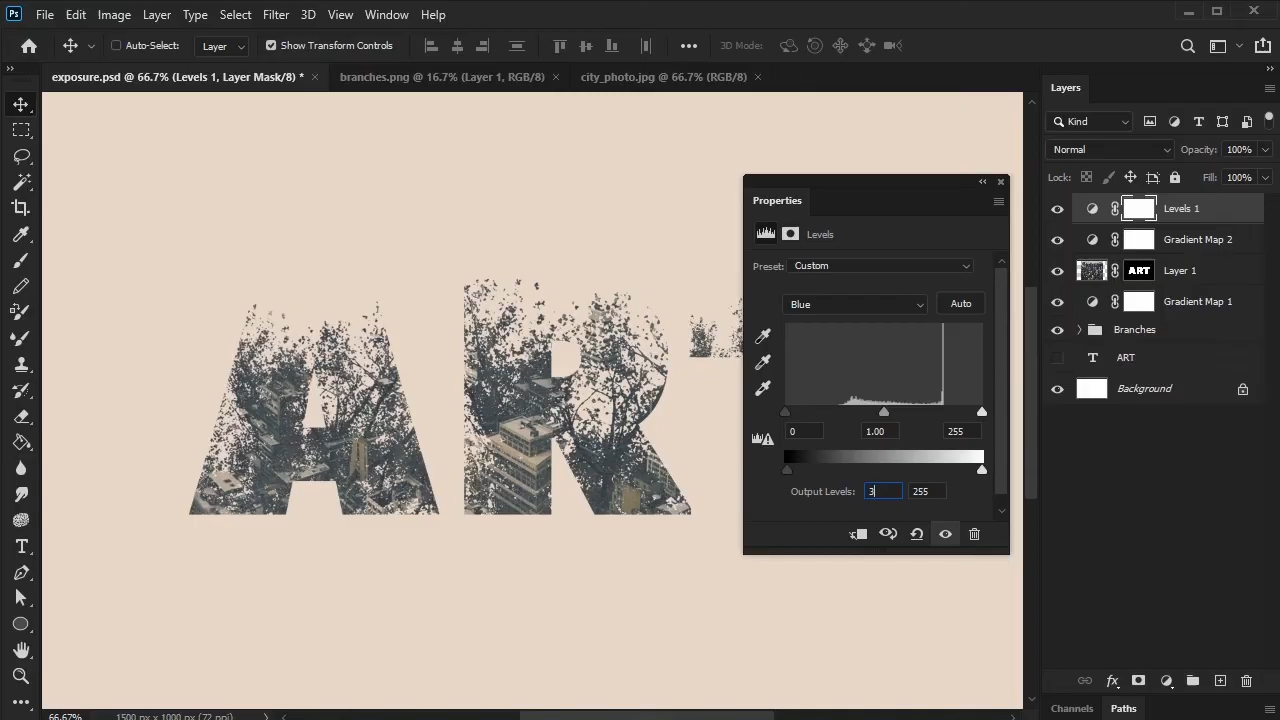 Ps File Edit Image Layer Type Select Filter 3D View Window Help
Auto-Select: Layer Show Transform Controls 3D Mode:
exposure.psd @ 66.7% (Levels 1, Layer Mask/8) * branches.png @ 16.7% (Layer 1, RGB/8) city_photo.jpg @ 66.7% (RGB/8)
Layers
Kind
Normal Opacity: 100%
Lock: Fill: 100%
Levels 1
Gradient Map 2
ART Layer 1
Gradient Map 1
Branches
ART
Background
Properties
Levels
Preset: Custom
Blue Auto
0 1.00 255
Output Levels: 3 255
ART
66.67% 1500 px x 1000 px (72 ppi)
Channels Paths